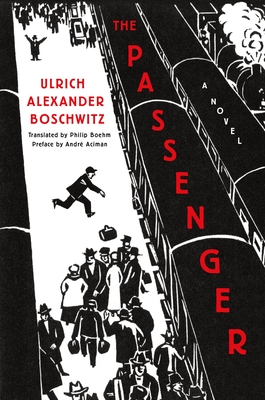 THE
PASSENGER
A NOVEL
ULRICH
ALEXANDER
BOSCHWITZ
Translated by Philip Boehm
Preface by André Aciman